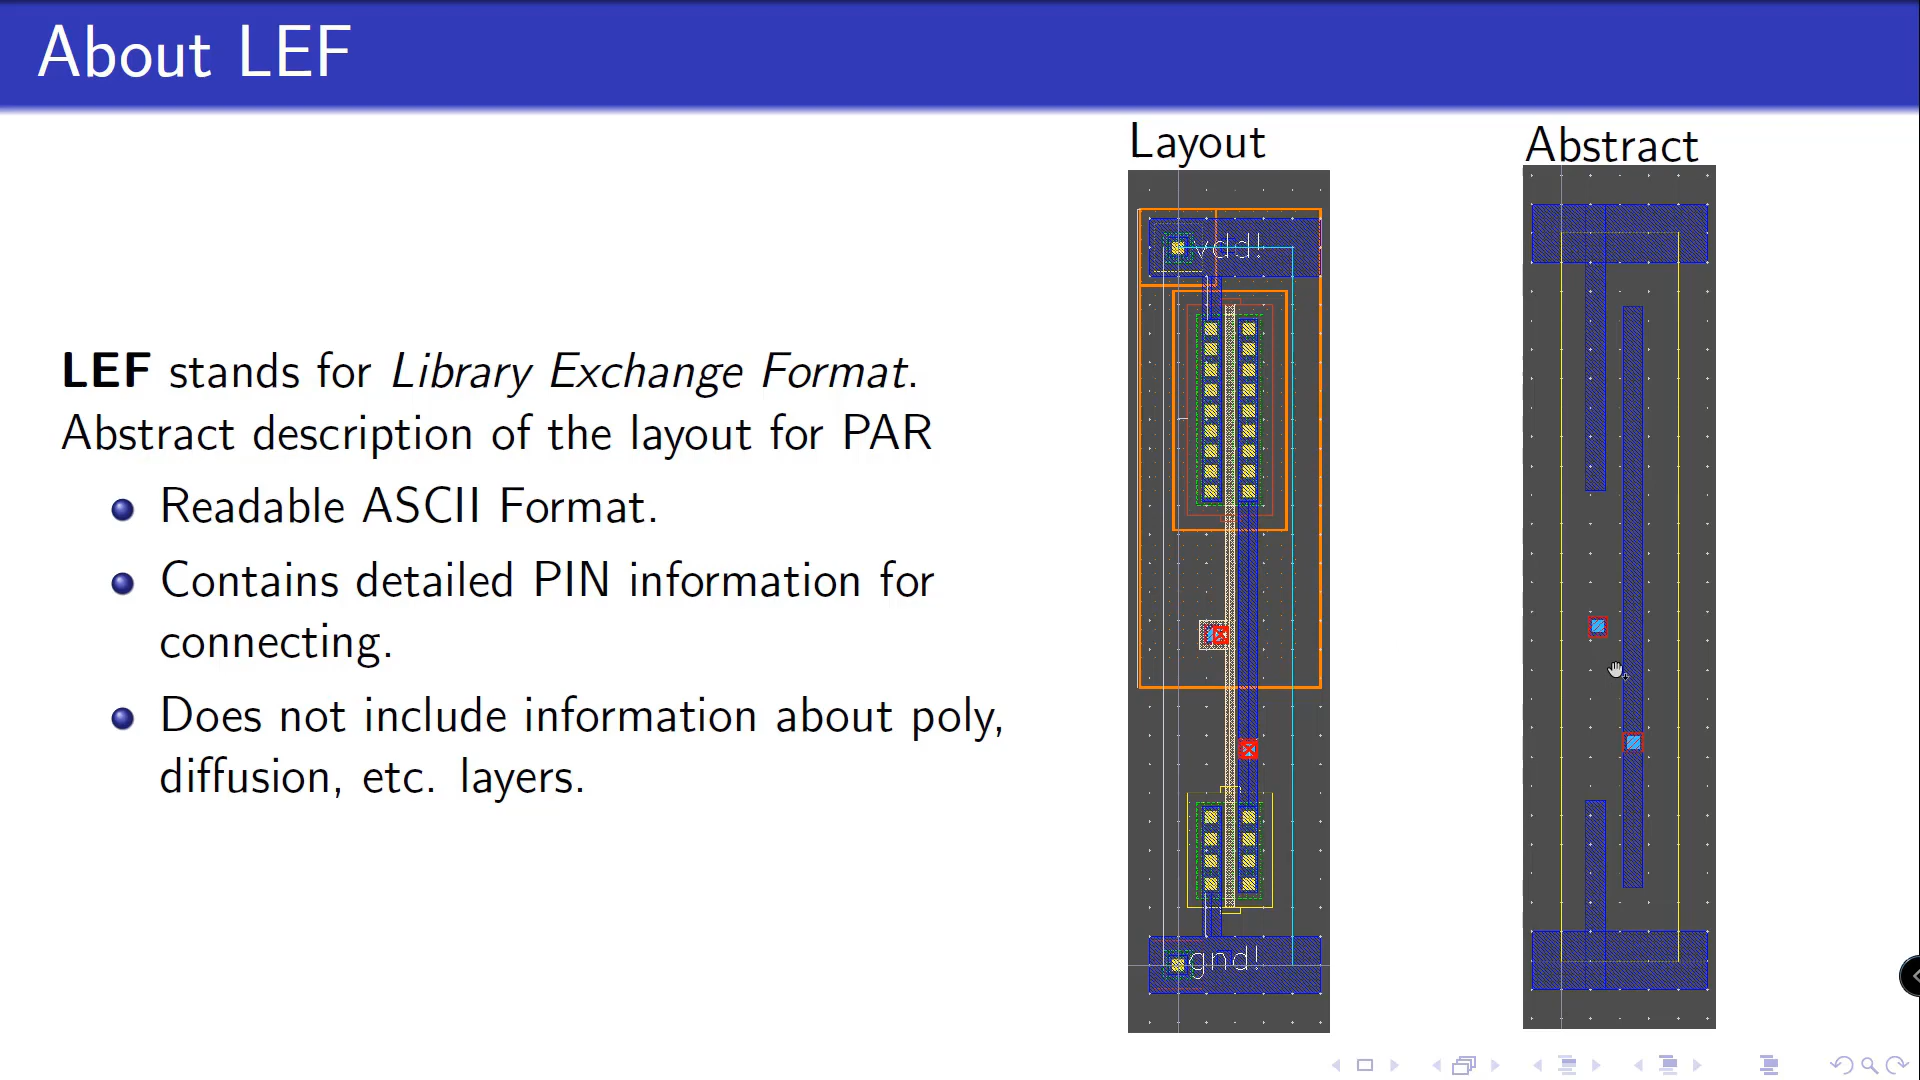 About LEF
LEF stands for Library Exchange Format.
Abstract description of the layout for PAR
Readable ASCII Format.
Contains detailed PIN information for
connecting.
Does not include information about poly,
diffusion, etc. layers.
Layout
vdd!
gnd!
Abstract